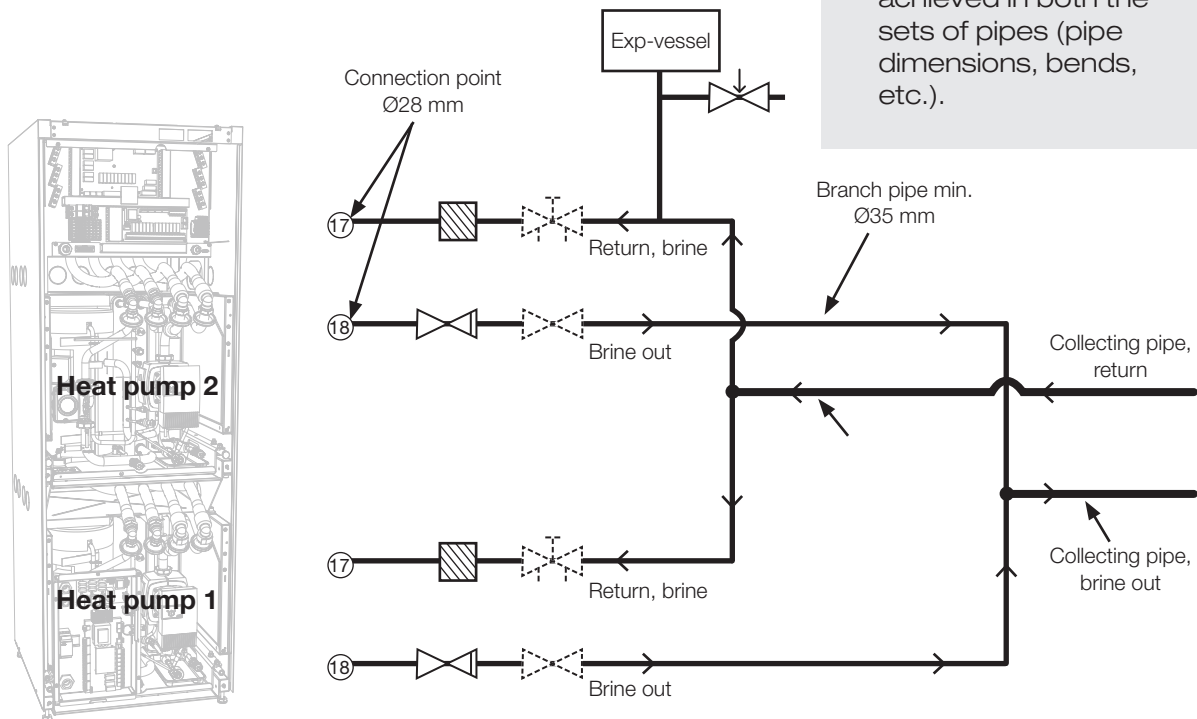 achieved in both the
sets of pipes (pipe
dimensions, bends,
etc.).
Exp-vessel
Connection point
Ø28 mm
Branch pipe min.
Ø35 mm
17
Return, brine
18
Brine out
Collecting pipe,
return
Heat pump 2
17
Return, brine
Collecting pipe,
brine out
Heat pump 1
18
Brine out